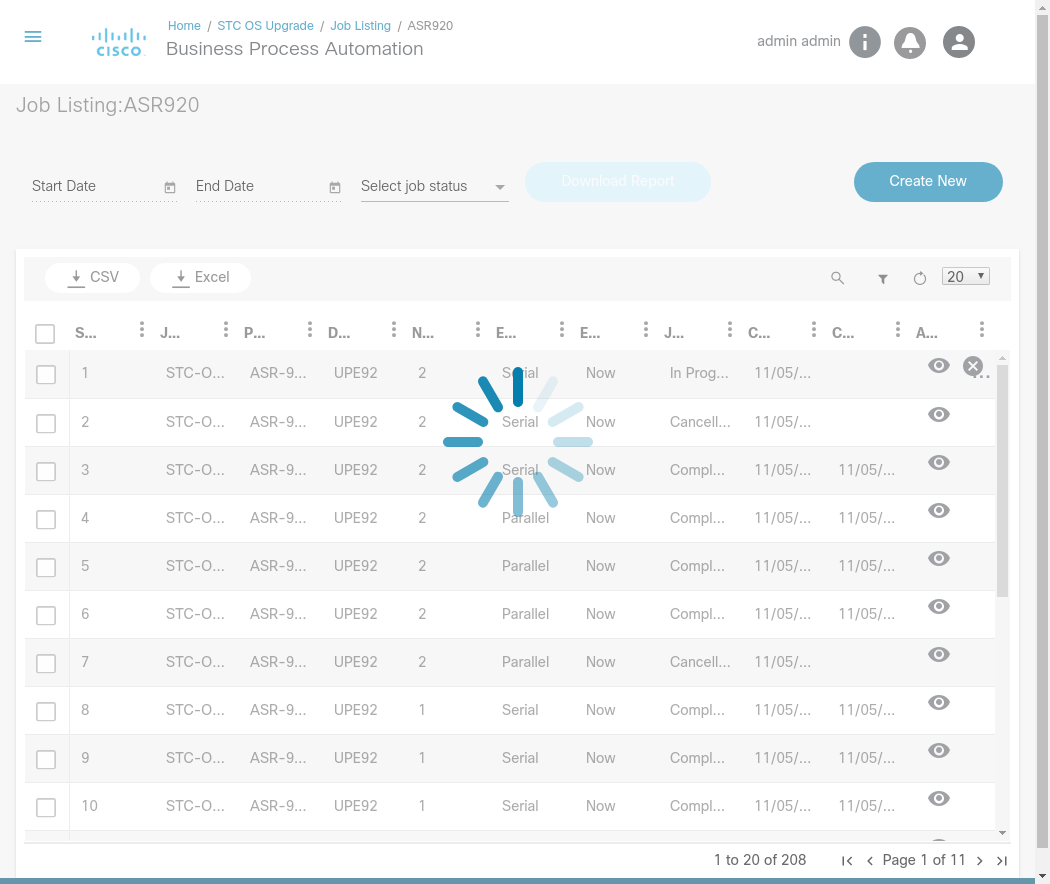 Home / STC OS Upgrade / Job Listing / ASR920
CISCO
Business Process Automation
admin admin
Job Listing:ASR920
Start Date End Date Select job status Download Report Create New
CSV Excel 20
S... J... P... D... N... E... E... J... C... C... A...
1 STC-O... ASR-9... UPE92 2 Serial Now In Prog... 11/05/... ...
2 STC-O... ASR-9... UPE92 2 Serial Now Cancell... 11/05/...
3 STC-O... ASR-9... UPE92 2 Serial Now Compl... 11/05/... 11/05/...
4 STC-O... ASR-9... UPE92 2 Parallel Now Compl... 11/05/... 11/05/...
5 STC-O... ASR-9... UPE92 2 Parallel Now Compl... 11/05/... 11/05/...
6 STC-O... ASR-9... UPE92 2 Parallel Now Compl... 11/05/... 11/05/...
7 STC-O... ASR-9... UPE92 2 Parallel Now Cancell... 11/05/...
8 STC-O... ASR-9... UPE92 1 Serial Now Compl... 11/05/... 11/05/...
9 STC-O... ASR-9... UPE92 1 Serial Now Compl... 11/05/... 11/05/...
10 STC-O... ASR-9... UPE92 1 Serial Now Compl... 11/05/... 11/05/...
1 to 20 of 208 Page 1 of 11